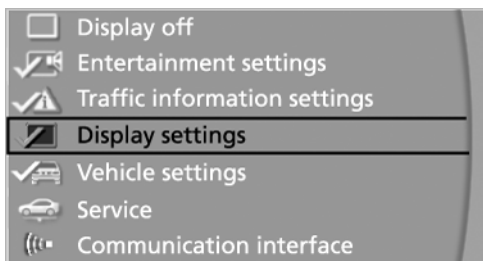 Display off
Entertainment settings
Traffic information settings
Display settings
Vehicle settings
Service
Communication interface